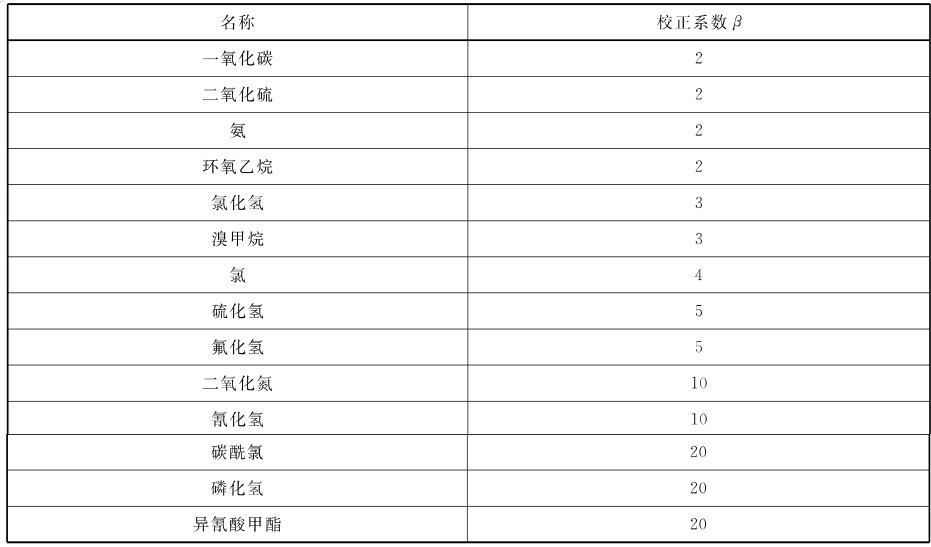 名称 校正系数 β
一氧化碳 2
二氧化硫 2
氨 2
环氧乙烷 2
氯化氢 3
溴甲烷 3
氯 4
硫化氢 5
氟化氢 5
二氧化氮 10
氰化氢 10
碳酰氯 20
磷化氢 20
异氰酸甲酯 20